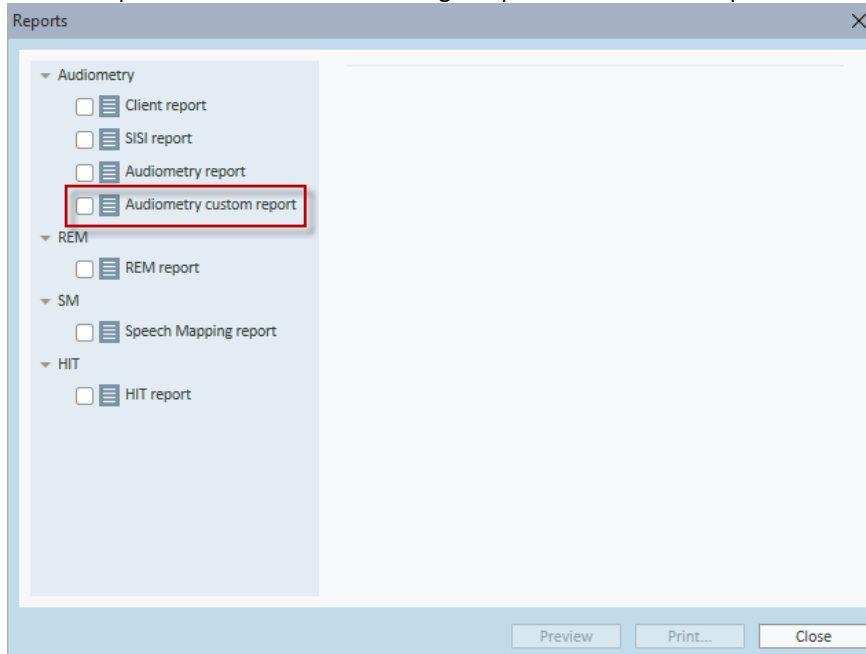 Reports
Audiometry
Client report
SISI report
Audiometry report
Audiometry custom report
REM
REM report
SM
Speech Mapping report
HIT
HIT report
Preview
Print...
Close